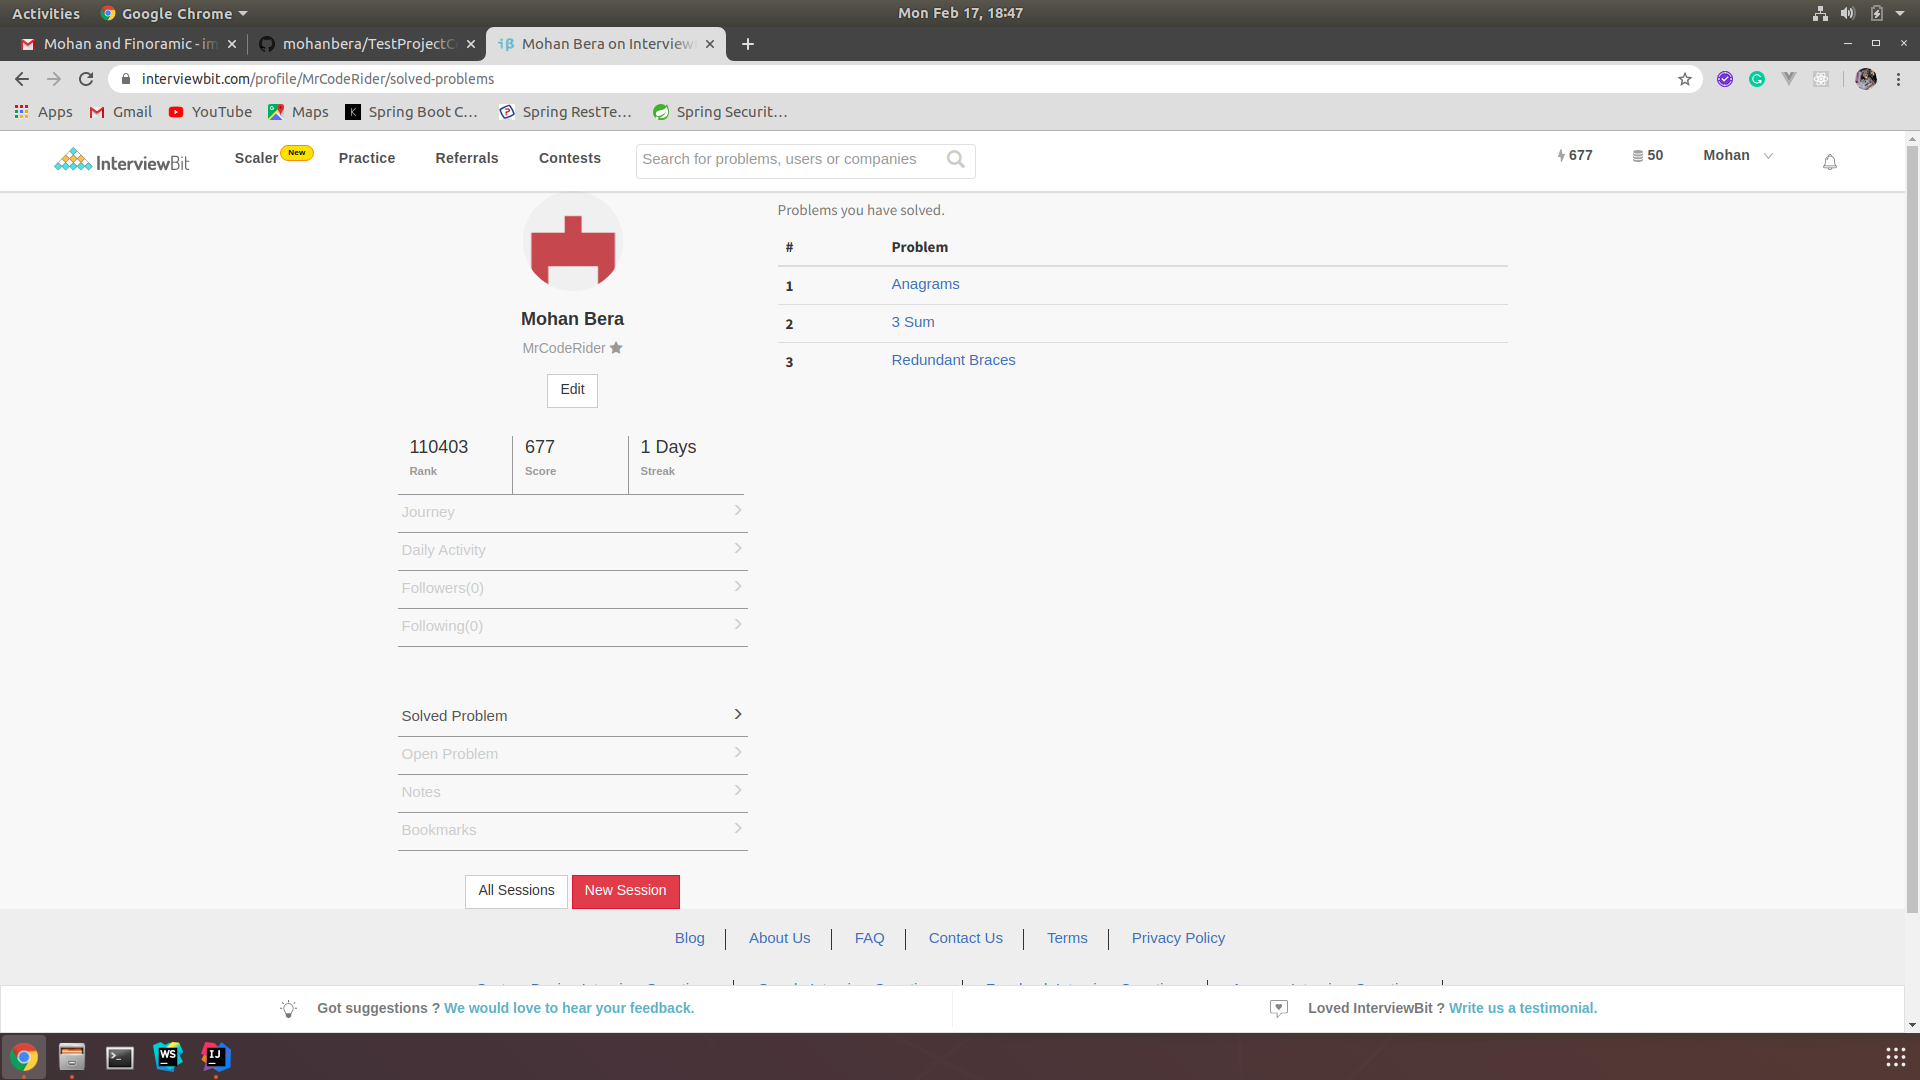 Activities Google Chrome Mon Feb 17, 18:47
Mohan and Finoramic - mohanbera/TestProject Mohan Bera on Interview
interviewbit.com/profile/MrCodeRider/solved-problems
Apps Gmail YouTube Maps Spring Boot C... Spring RestTe... Spring Securit...
InterviewBit Scaler New Practice Referrals Contests Search for problems, users or companies 677 50 Mohan
Problems you have solved.
# Problem
1 Anagrams
2 3 Sum
3 Redundant Braces
Mohan Bera
MrCodeRider
Edit
110403 677 1 Days
Rank Score Streak
Journey
Daily Activity
Followers(0)
Following(0)
Solved Problem
Open Problem
Notes
Bookmarks
All Sessions New Session
Blog About Us FAQ Contact Us Terms Privacy Policy
Got suggestions ? We would love to hear your feedback. Loved InterviewBit ? Write us a testimonial.
WS IJ